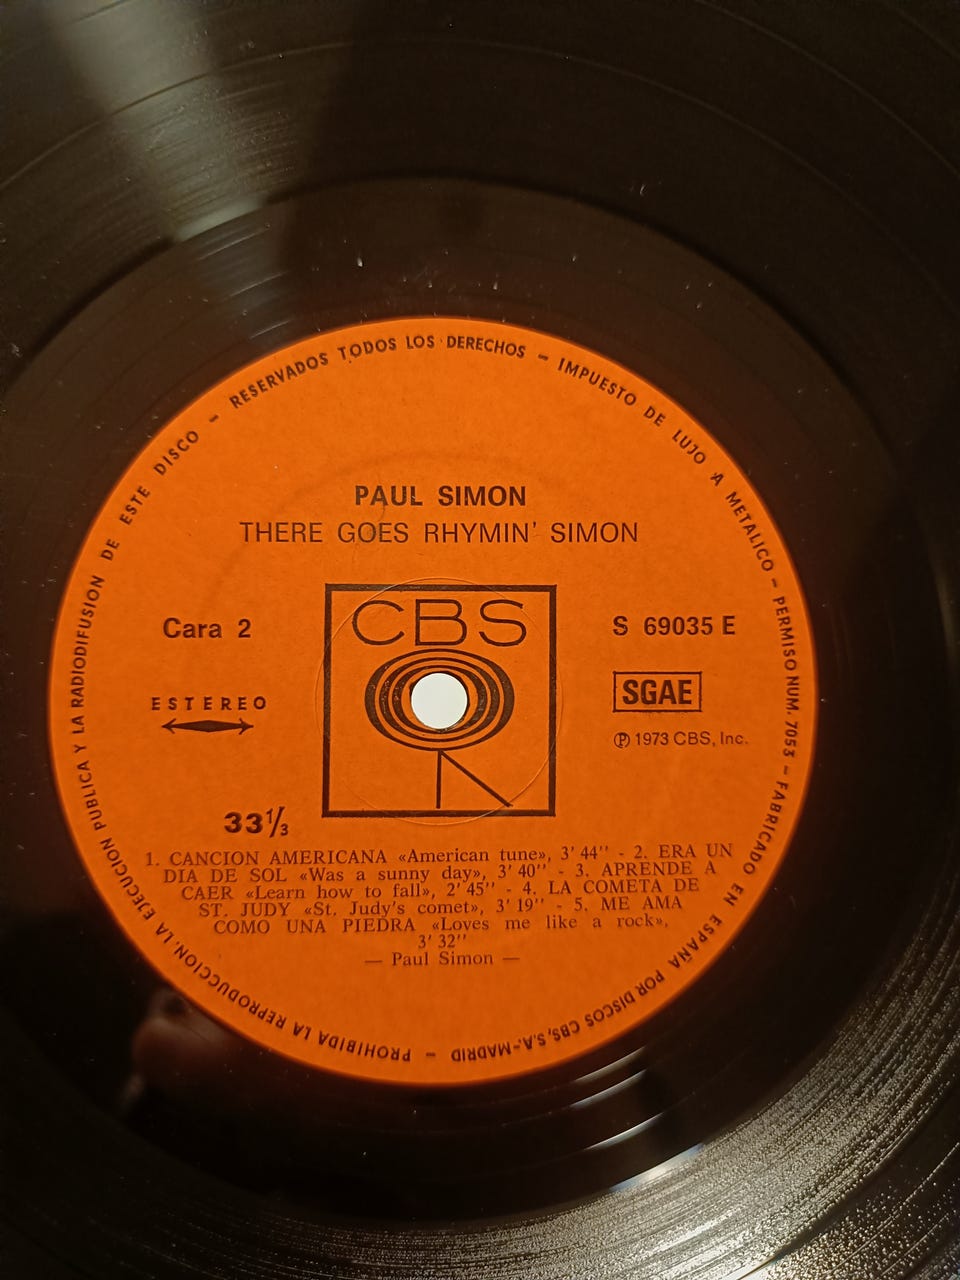 PROHIBIDA LA REPRODUCCION, LA EJECUCION PUBLICA Y LA RADIODIFUSION DE ESTE DISCO - RESERVADOS TODOS LOS DERECHOS - IMPUESTO DE LUJO A METALICO - PERMISO NUM. 7053 - FABRICADO EN ESPAÑA POR DISCOS CBS, S.A.-MADRID -
PAUL SIMON
THERE GOES RHYMIN' SIMON
CBS
Cara 2
S 69035 E
ESTEREO
SGAE
℗ 1973 CBS, Inc.
33 1/3
1. CANCION AMERICANA «American tune», 3'44'' - 2. ERA UN
DIA DE SOL «Was a sunny day», 3'40'' - 3. APRENDE A
CAER «Learn how to fall», 2'45'' - 4. LA COMETA DE
ST. JUDY «St. Judy's comet», 3'19'' - 5. ME AMA
COMO UNA PIEDRA «Loves me like a rock»,
3'32''
— Paul Simon —